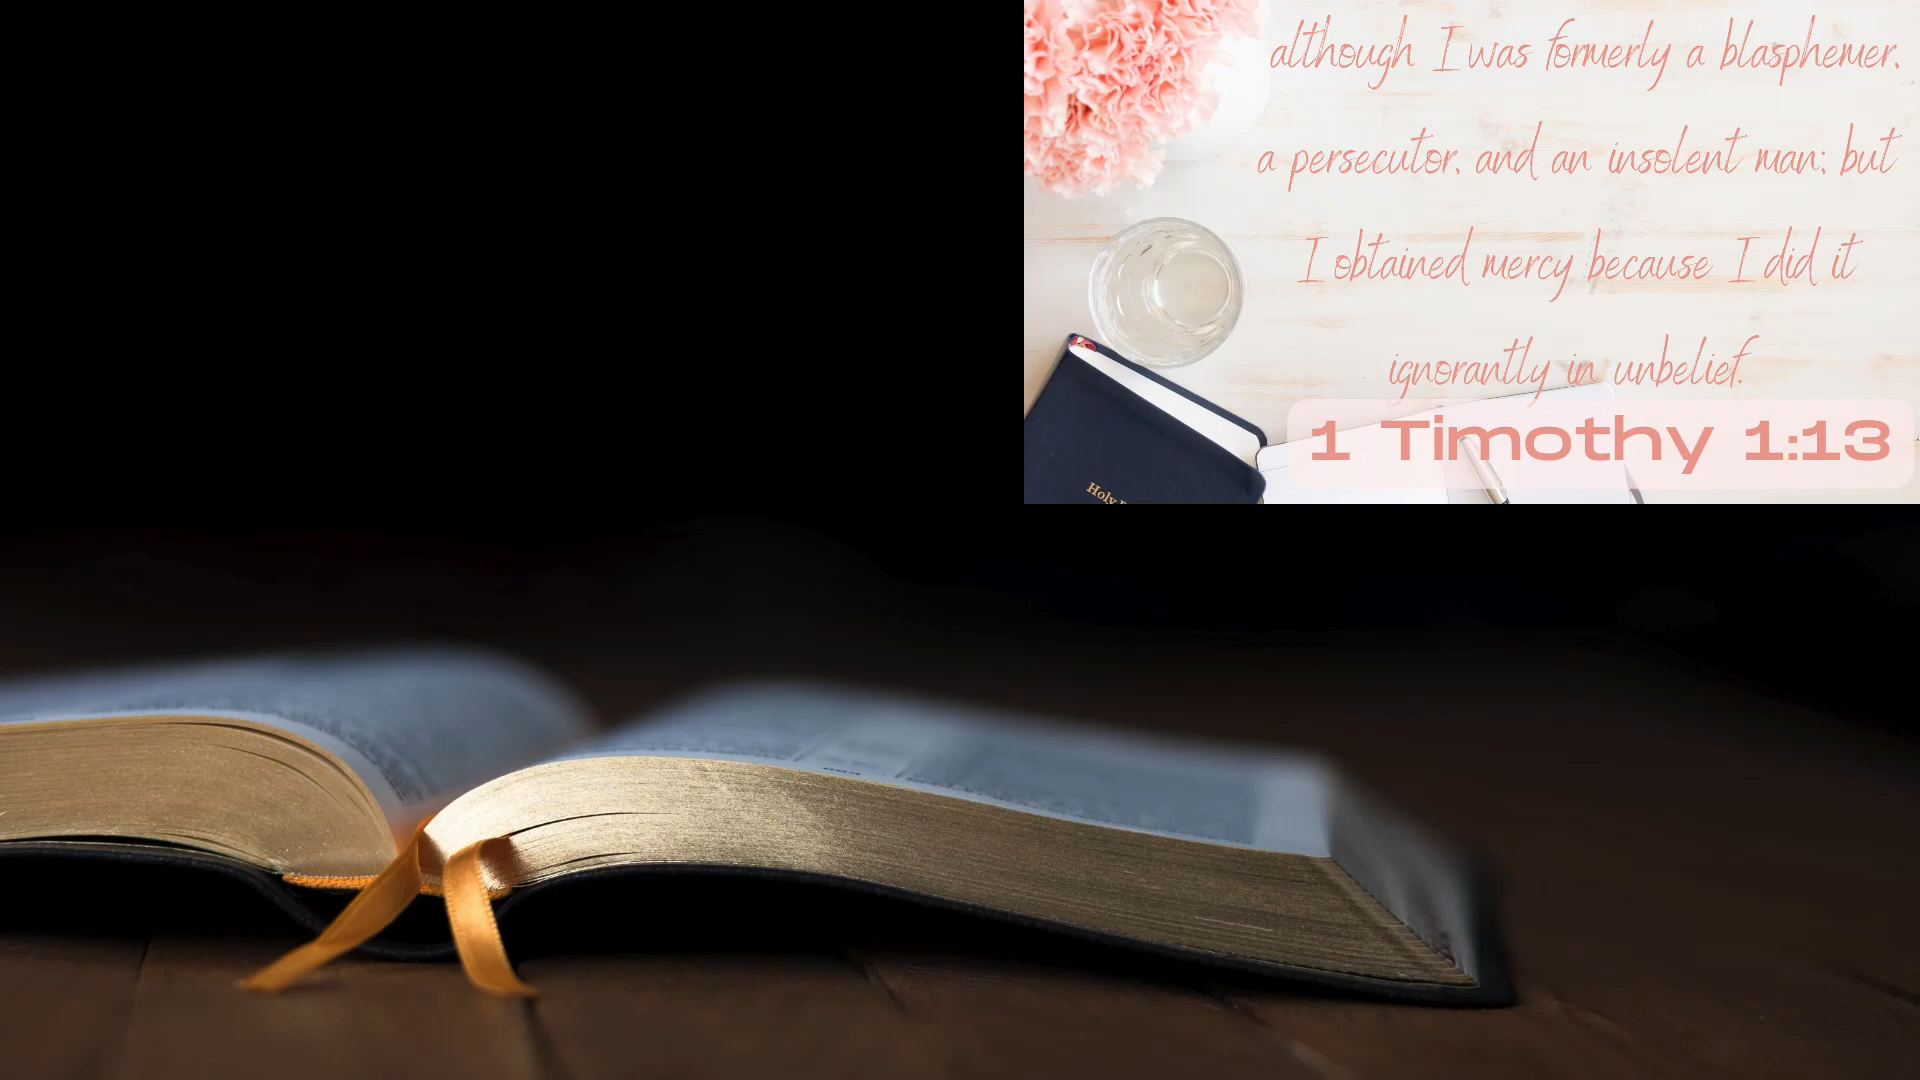 although I was formerly a blasphemer,
a persecutor, and an insolent man; but
I obtained mercy because I did it
ignorantly in unbelief.
1 Timothy 1:13
Holy